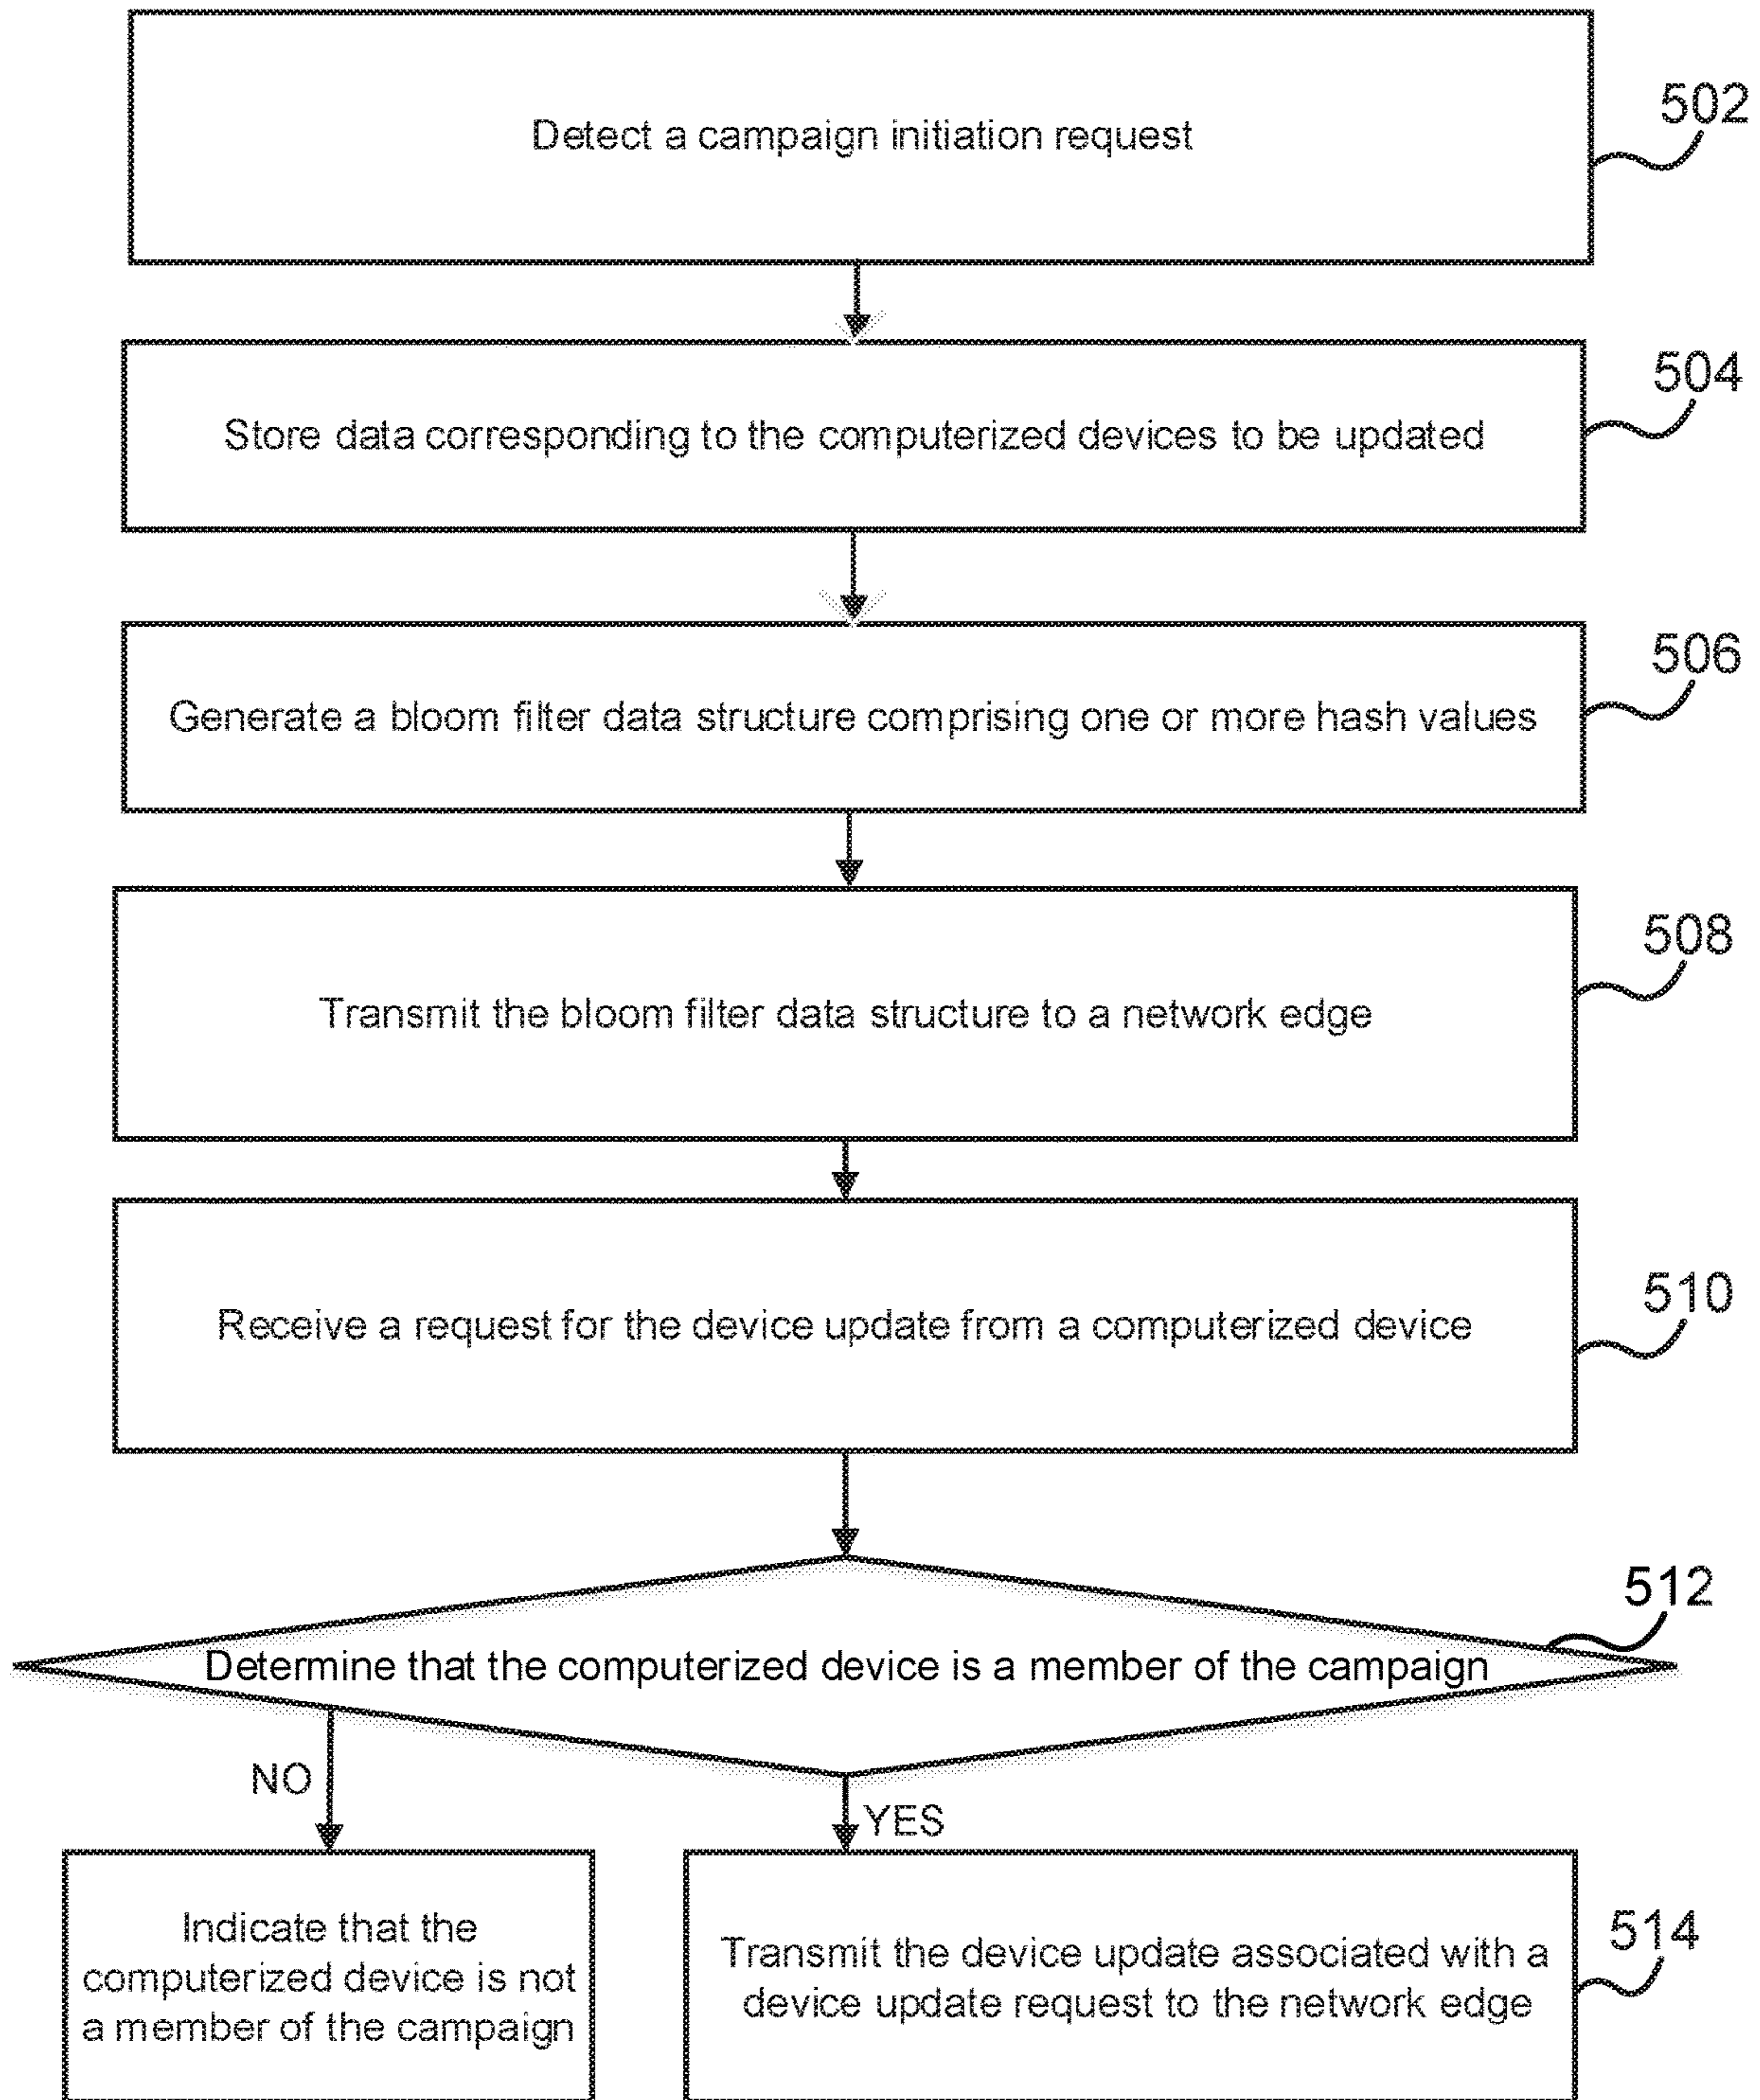 Detect a campaign initiation request
502
Store data corresponding to the computerized devices to be updated
504
Generate a bloom filter data structure comprising one or more hash values
506
Transmit the bloom filter data structure to a network edge
508
Receive a request for the device update from a computerized device
510
Determine that the computerized device is a member of the campaign
512
NO
YES
Indicate that the
computerized device is not
a member of the campaign
Transmit the device update associated with a
device update request to the network edge
514